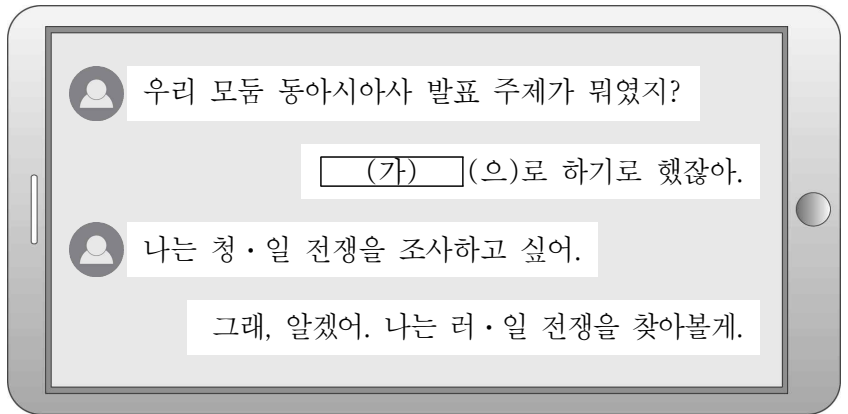 우리 모둠 동아시아사 발표 주제가 뭐였지?
(가) (으)로 하기로 했잖아.
나는 청·일 전쟁을 조사하고 싶어.
그래, 알겠어. 나는 러·일 전쟁을 찾아볼게.